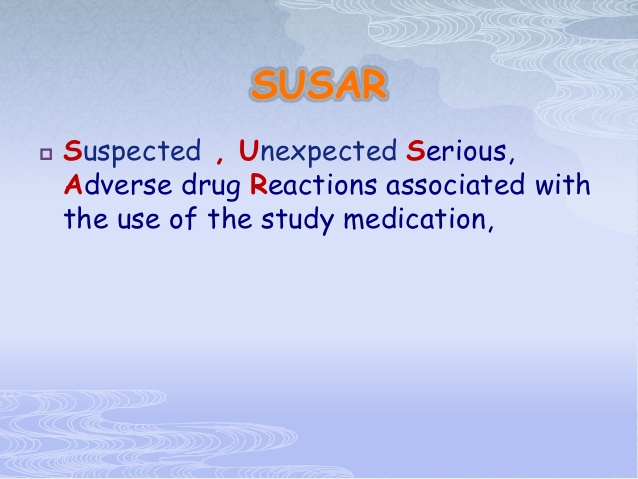 SUSAR
Suspected , Unexpected Serious,
Adverse drug Reactions associated with
the use of the study medication,